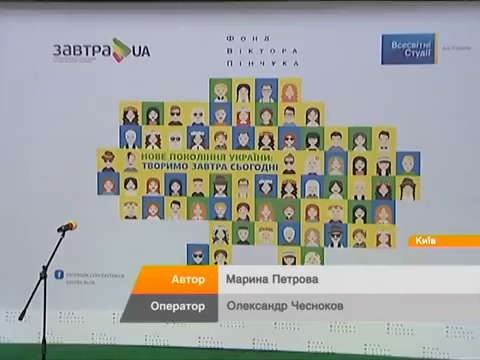 ЗАВТРА.UA
ФОНД
ВІКТОРА
ПІНЧУКА
Всесвітні
Студії
НОВЕ ПОКОЛІННЯ УКРАЇНИ:
ТВОРИМО ЗАВТРА СЬОГОДНІ
Київ
Автор Марина Петрова
Оператор Олександр Чесноков